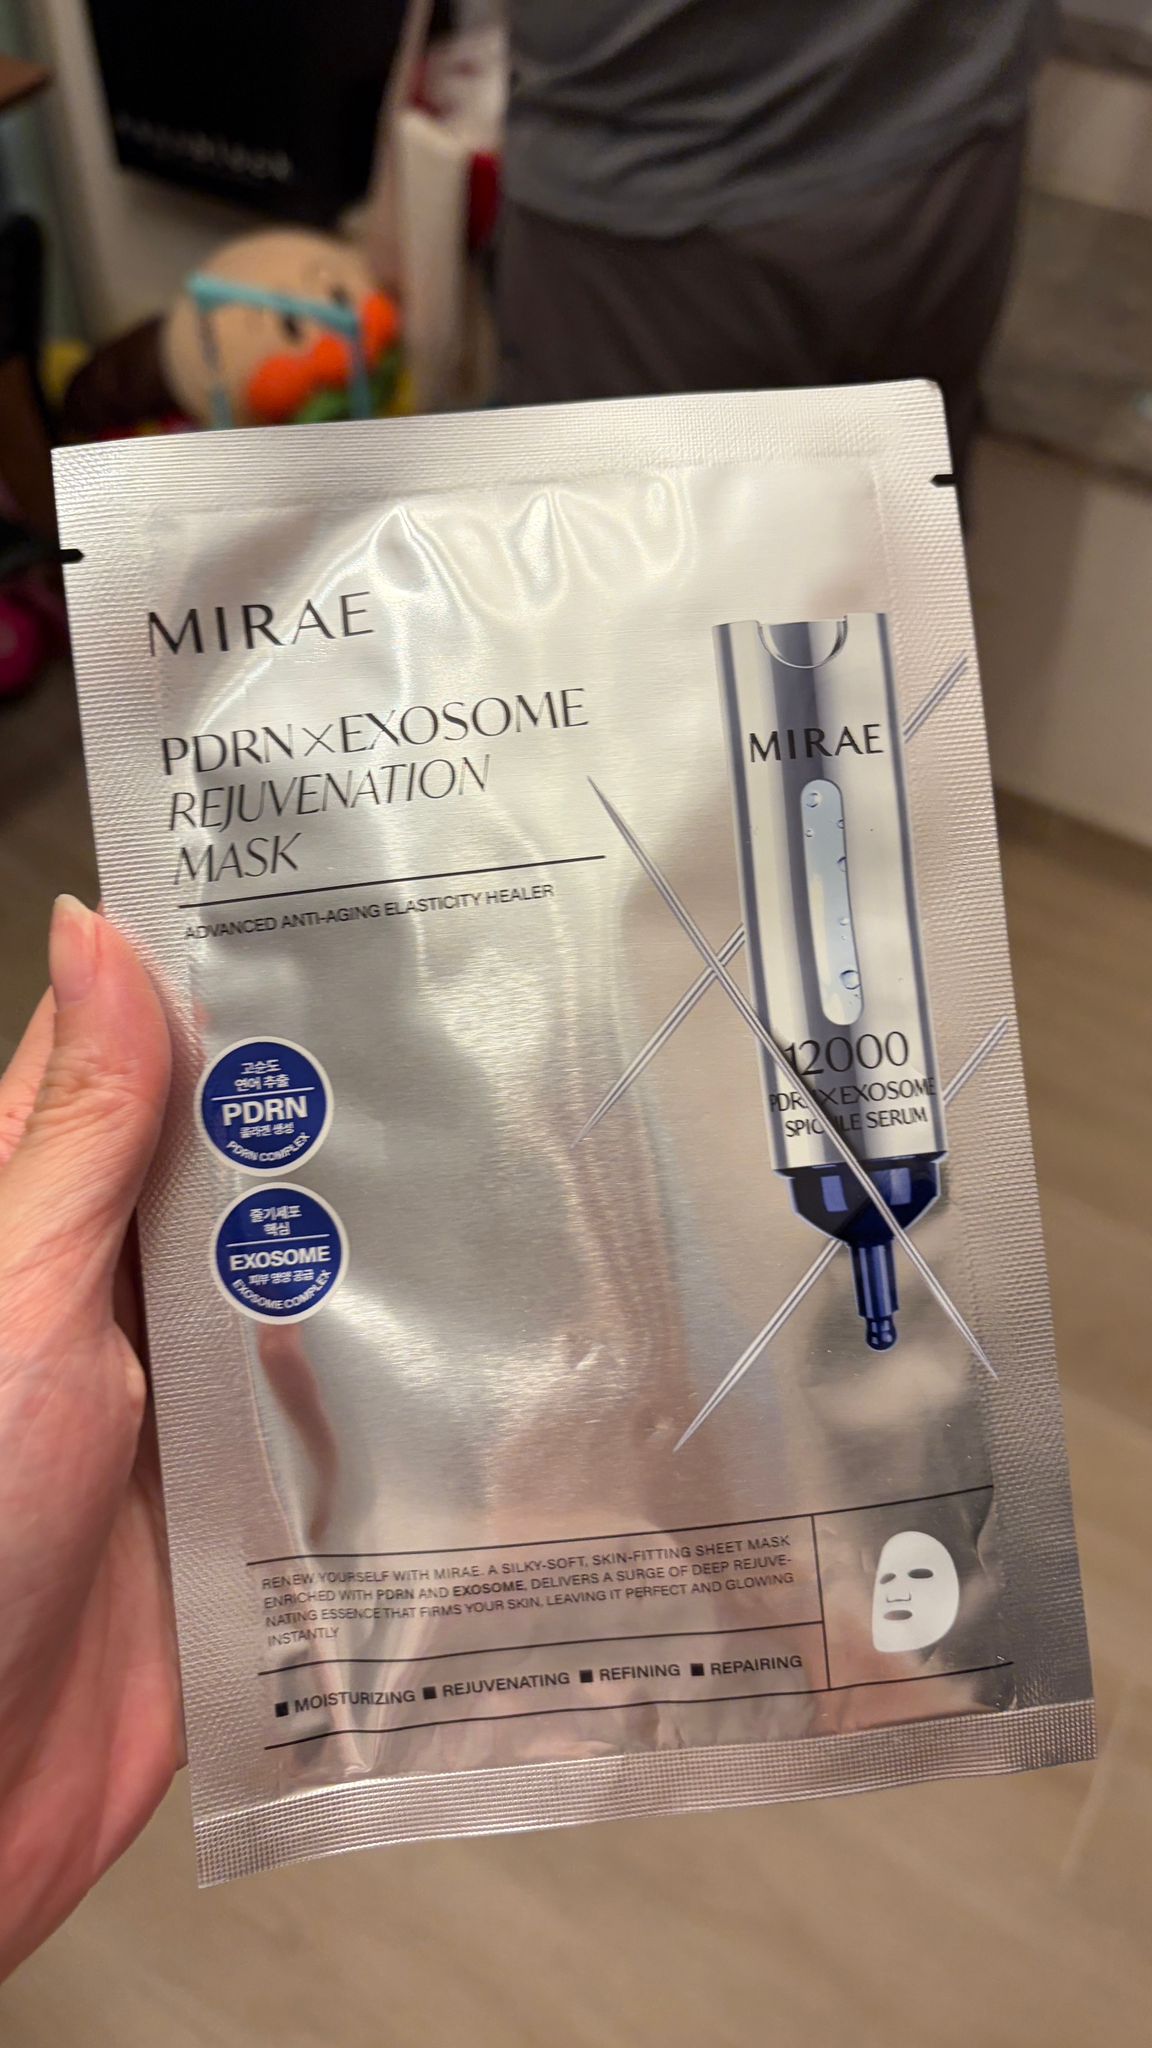 MIRAE
PDRN×EXOSOME
REJUVENATION
MASK
ADVANCED ANTI-AGING ELASTICITY HEALER
MIRAE
12000
PDRN×EXOSOME
SPICULE SERUM
고순도
연어 추출
PDRN
콜라겐 생성
PDRN COMPLEX
줄기세포
핵심
EXOSOME
피부 영양 공급
EXOSOME COMPLEX
RENEW YOURSELF WITH MIRAE. A SILKY-SOFT, SKIN-FITTING SHEET MASK
ENRICHED WITH PDRN AND EXOSOME, DELIVERS A SURGE OF DEEP REJUVE-
NATING ESSENCE THAT FIRMS YOUR SKIN, LEAVING IT PERFECT AND GLOWING
INSTANTLY
■ MOISTURIZING ■ REJUVENATING ■ REFINING ■ REPAIRING